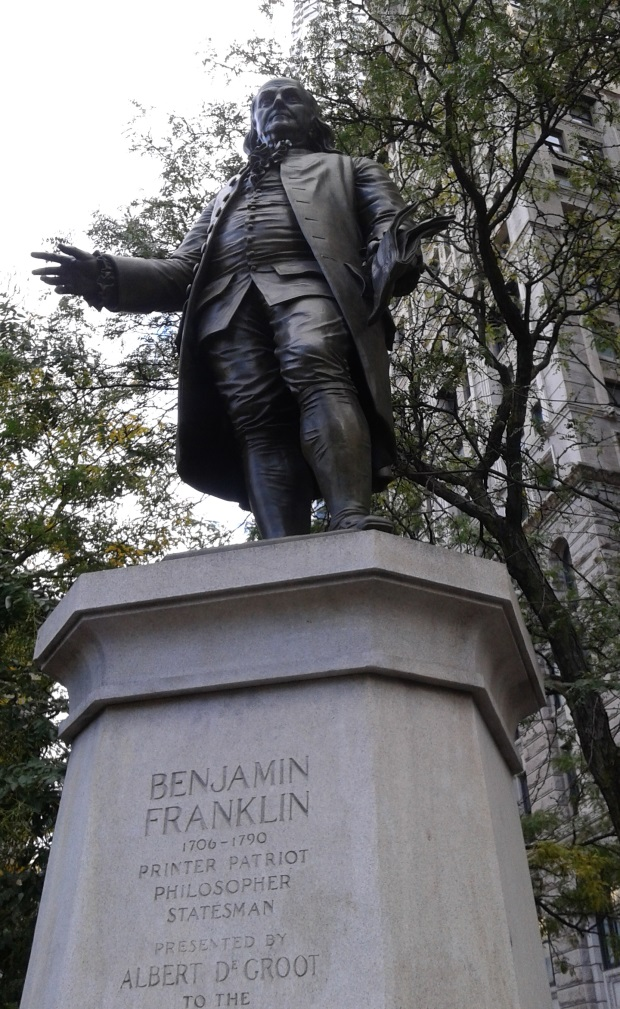 BENJAMIN
FRANKLIN
1706-1790
PRINTER PATRIOT
PHILOSOPHER
STATESMAN
PRESENTED BY
ALBERT DE GROOT
TO THE